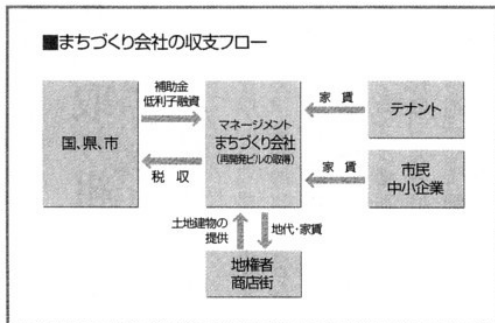 ■まちづくり会社の収支フロー
補助金
低利子融資
国、県、市
税 収
マネージメント
まちづくり会社
(再開発ビルの取得)
家 賃
テナント
家 賃
市民
中小企業
土地建物の
提供
地代・家賃
地権者
商店街